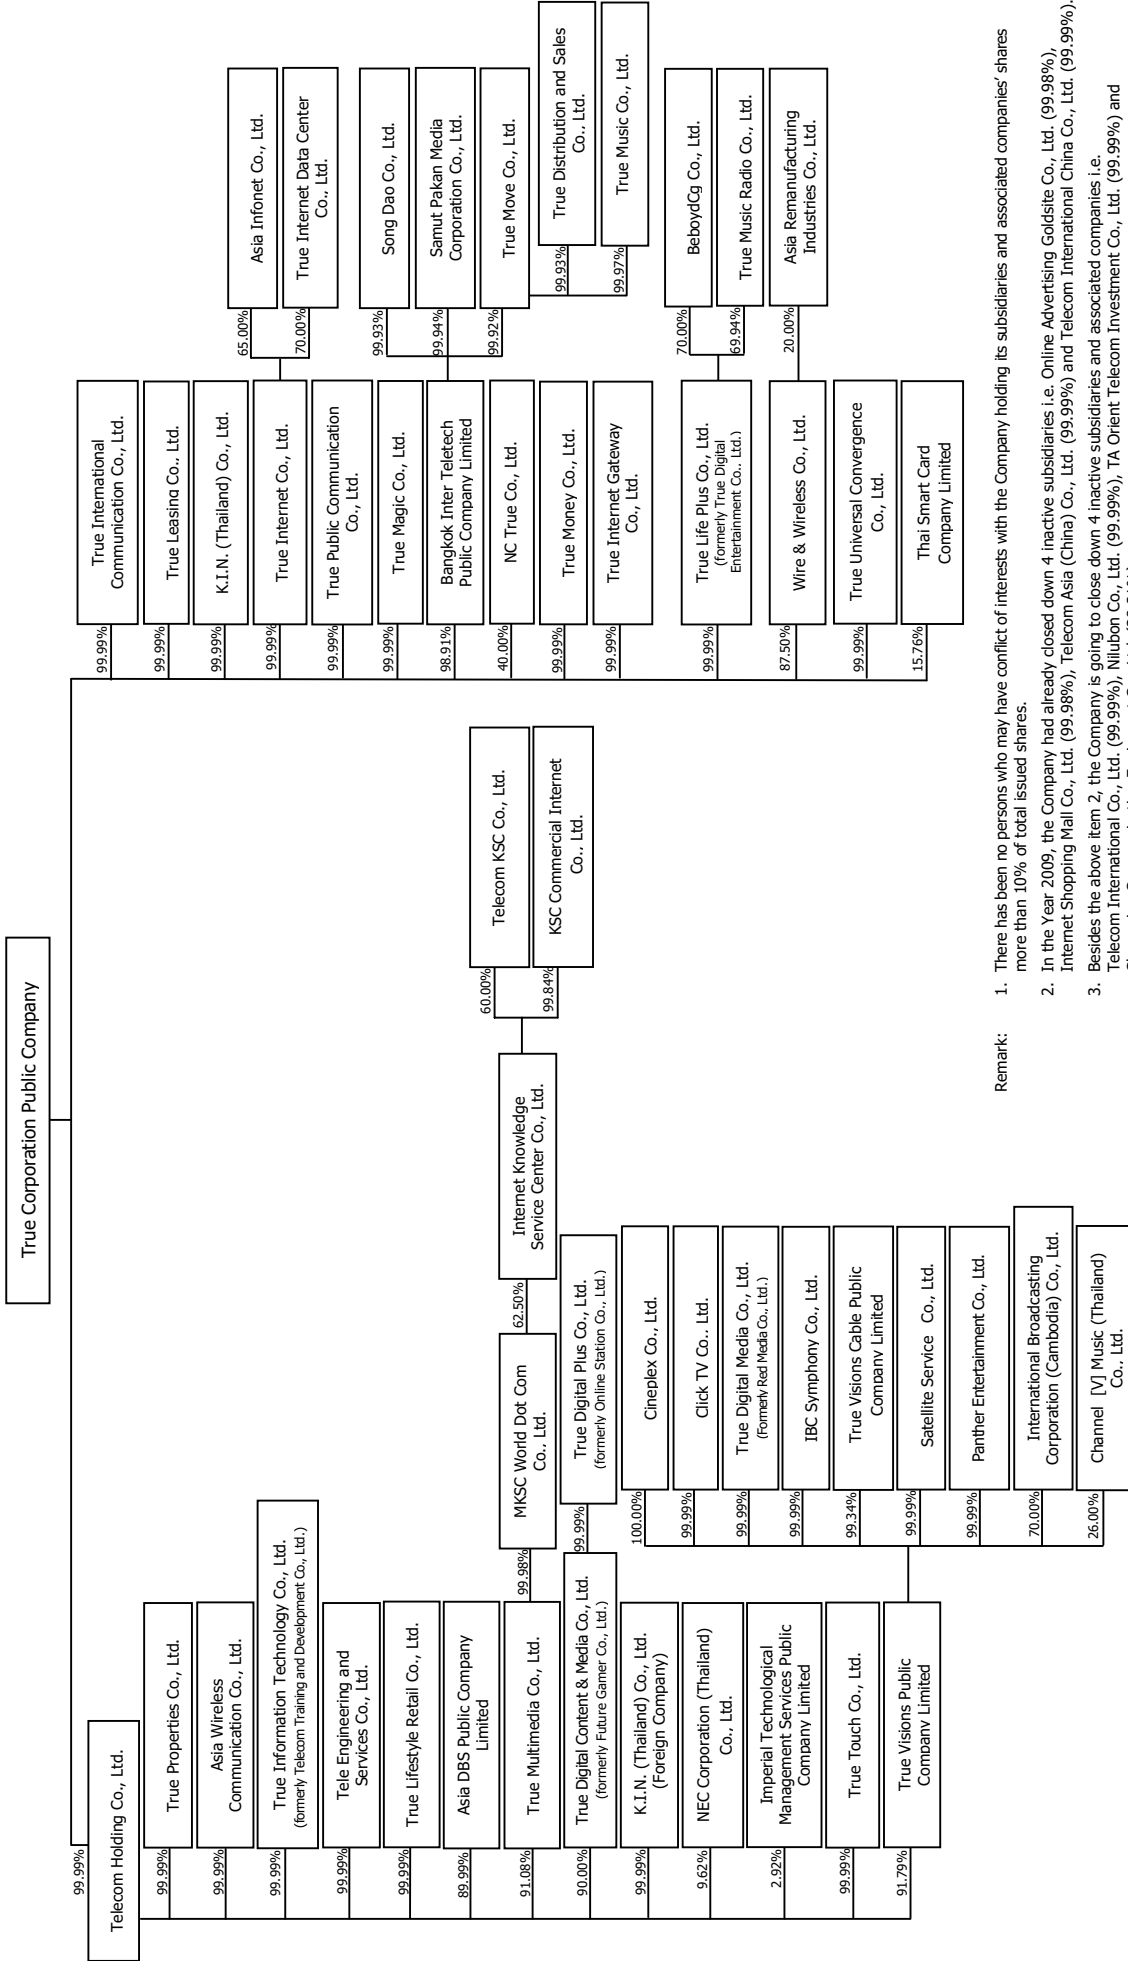 True Corporation Public Company
99.99%
Telecom Holding Co., Ltd.
99.99%
True Properties Co., Ltd.
99.99%
Asia Wireless
Communication Co., Ltd.
99.99%
True Information Technology Co., Ltd.
(formerly Telecom Training and Development Co., Ltd.)
99.99%
Tele Engineering and
Services Co., Ltd.
99.99%
True Lifestyle Retail Co., Ltd.
89.99%
Asia DBS Public Company
Limited
91.08%
True Multimedia Co., Ltd.
99.98%
MKSC World Dot Com
Co., Ltd.
62.50%
Internet Knowledge
Service Center Co., Ltd.
60.00%
Telecom KSC Co., Ltd.
99.84%
KSC Commercial Internet
Co., Ltd.
90.00%
True Digital Content & Media Co., Ltd.
(formerly Future Gamer Co., Ltd.)
99.99%
True Digital Plus Co., Ltd.
(formerly Online Station Co., Ltd.)
99.99%
K.I.N. (Thailand) Co., Ltd.
(Foreign Company)
9.62%
NEC Corporation (Thailand)
Co., Ltd.
2.92%
Imperial Technological
Management Services Public
Company Limited
99.99%
True Touch Co., Ltd.
91.79%
True Visions Public
Company Limited
100.00%
Cineplex Co., Ltd.
99.99%
Click TV Co.. Ltd.
99.99%
True Digital Media Co., Ltd.
(Formerly Red Media Co., Ltd.)
99.99%
IBC Symphony Co., Ltd.
99.34%
True Visions Cable Public
Company Limited
99.99%
Satellite Service Co., Ltd.
99.99%
Panther Entertainment Co., Ltd.
70.00%
International Broadcasting
Corporation (Cambodia) Co., Ltd.
26.00%
Channel [V] Music (Thailand)
Co., Ltd.
99.99%
True International
Communication Co., Ltd.
99.99%
True Leasing Co., Ltd.
99.99%
K.I.N. (Thailand) Co., Ltd.
99.99%
True Internet Co., Ltd.
65.00%
Asia Infonet Co., Ltd.
70.00%
True Internet Data Center
Co., Ltd.
99.99%
True Public Communication
Co., Ltd.
99.99%
True Magic Co., Ltd.
98.91%
Bangkok Inter Teletech
Public Company Limited
99.93%
Song Dao Co., Ltd.
99.94%
Samut Pakan Media
Corporation Co., Ltd.
99.92%
True Move Co., Ltd.
99.93%
True Distribution and Sales
Co., Ltd.
99.97%
True Music Co., Ltd.
40.00%
NC True Co., Ltd.
99.99%
True Money Co., Ltd.
99.99%
True Internet Gateway
Co., Ltd.
99.99%
True Life Plus Co., Ltd.
(formerly True Digital
Entertainment Co., Ltd.)
70.00%
BeboydCg Co., Ltd.
69.94%
True Music Radio Co., Ltd.
87.50%
Wire & Wireless Co., Ltd.
20.00%
Asia Remanufacturing
Industries Co., Ltd.
99.99%
True Universal Convergence
Co., Ltd.
15.76%
Thai Smart Card
Company Limited
Remark: 1. There has been no persons who may have conflict of interests with the Company holding its subsidiaries and associated companies' shares
more than 10% of total issued shares.
2. In the Year 2009, the Company had already closed down 4 inactive subsidiaries i.e. Online Advertising Goldsite Co., Ltd. (99.98%),
Internet Shopping Mall Co., Ltd. (99.98%), Telecom Asia (China) Co., Ltd. (99.99%) and Telecom International China Co., Ltd. (99.99%).
3. Besides the above item 2, the Company is going to close down 4 inactive subsidiaries and associated companies i.e.
Telecom International Co., Ltd. (99.99%), Nilubon Co., Ltd. (99.99%), TA Orient Telecom Investment Co., Ltd. (99.99%) and